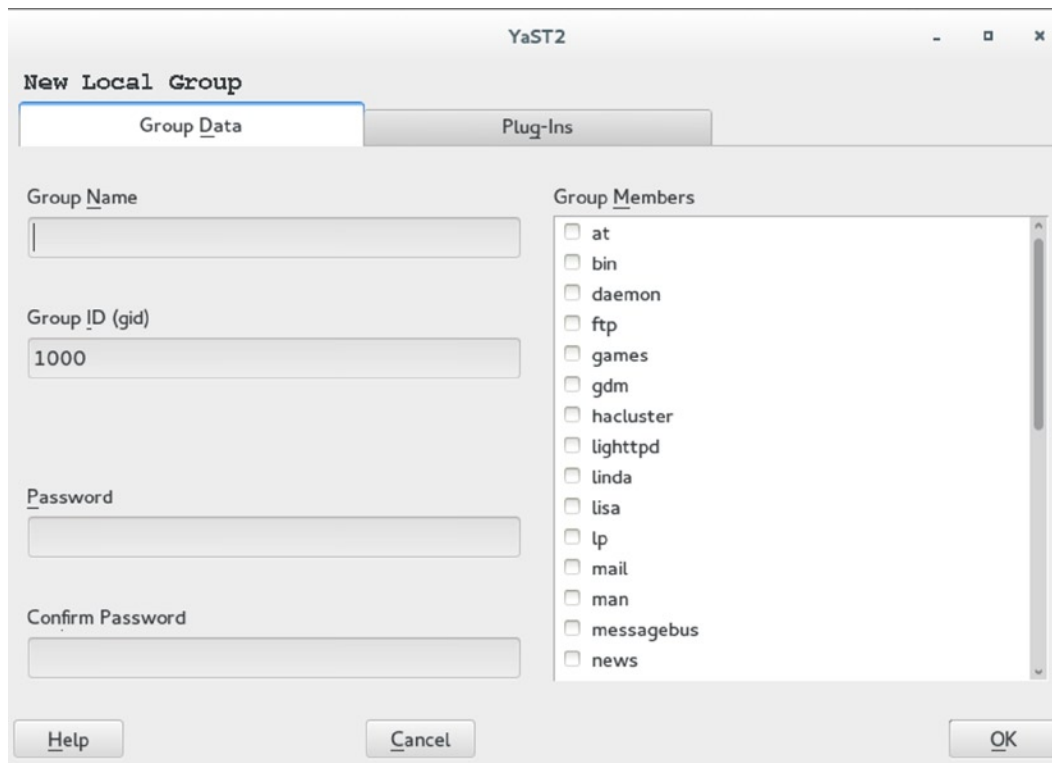 YaST2
New Local Group
Group Data
Plug-Ins
Group Name
Group ID (gid)
1000
Password
Confirm Password
Group Members
at
bin
daemon
ftp
games
gdm
hacluster
lighttpd
linda
lisa
lp
mail
man
messagebus
news
Help
Cancel
OK